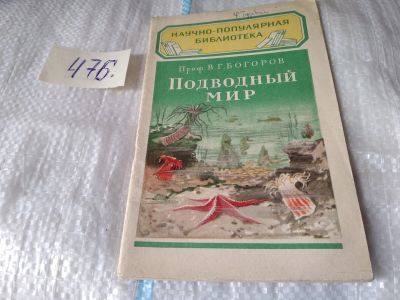 476.
НАУЧНО-ПОПУЛЯРНАЯ
БИБЛИОТЕКА
Проф. В.Г.БОГОРОВ
ПОДВОДНЫЙ
МИР